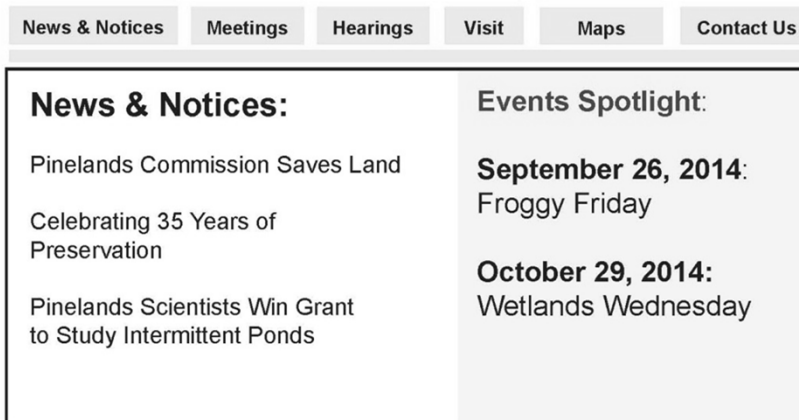 News & Notices
Meetings
Hearings
Visit
Maps
Contact Us
News & Notices:
Pinelands Commission Saves Land
Celebrating 35 Years of
Preservation
Pinelands Scientists Win Grant
to Study Intermittent Ponds
Events Spotlight:
September 26, 2014:
Froggy Friday
October 29, 2014:
Wetlands Wednesday